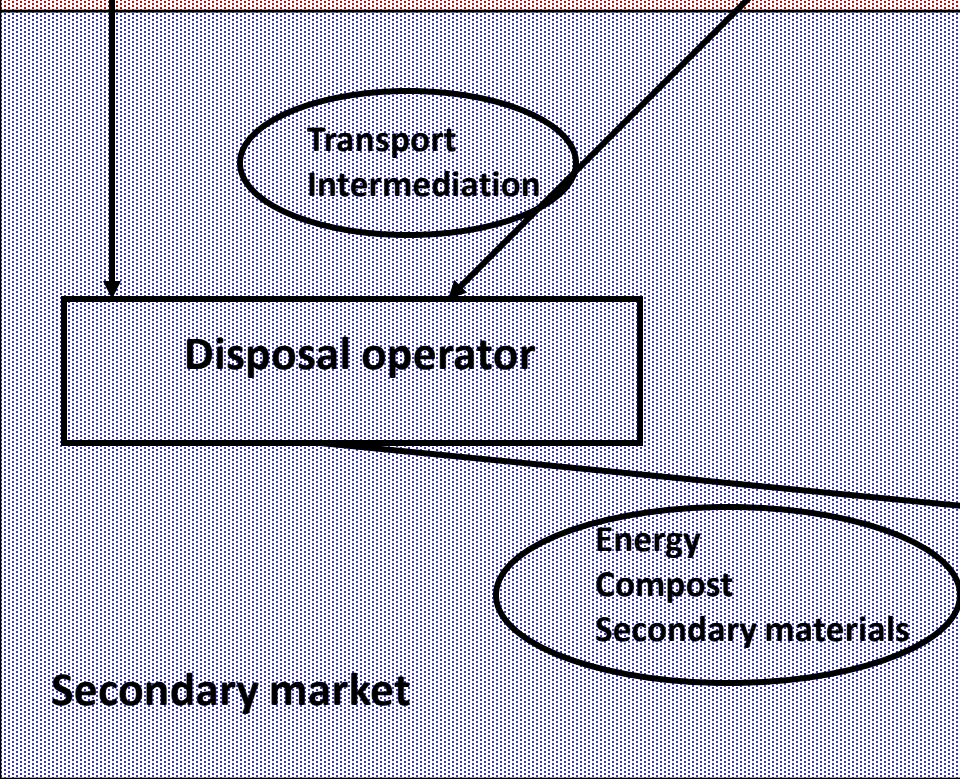 Transport
Intermediation
Disposal operator
Energy
Compost
Secondary materials
Secondary market